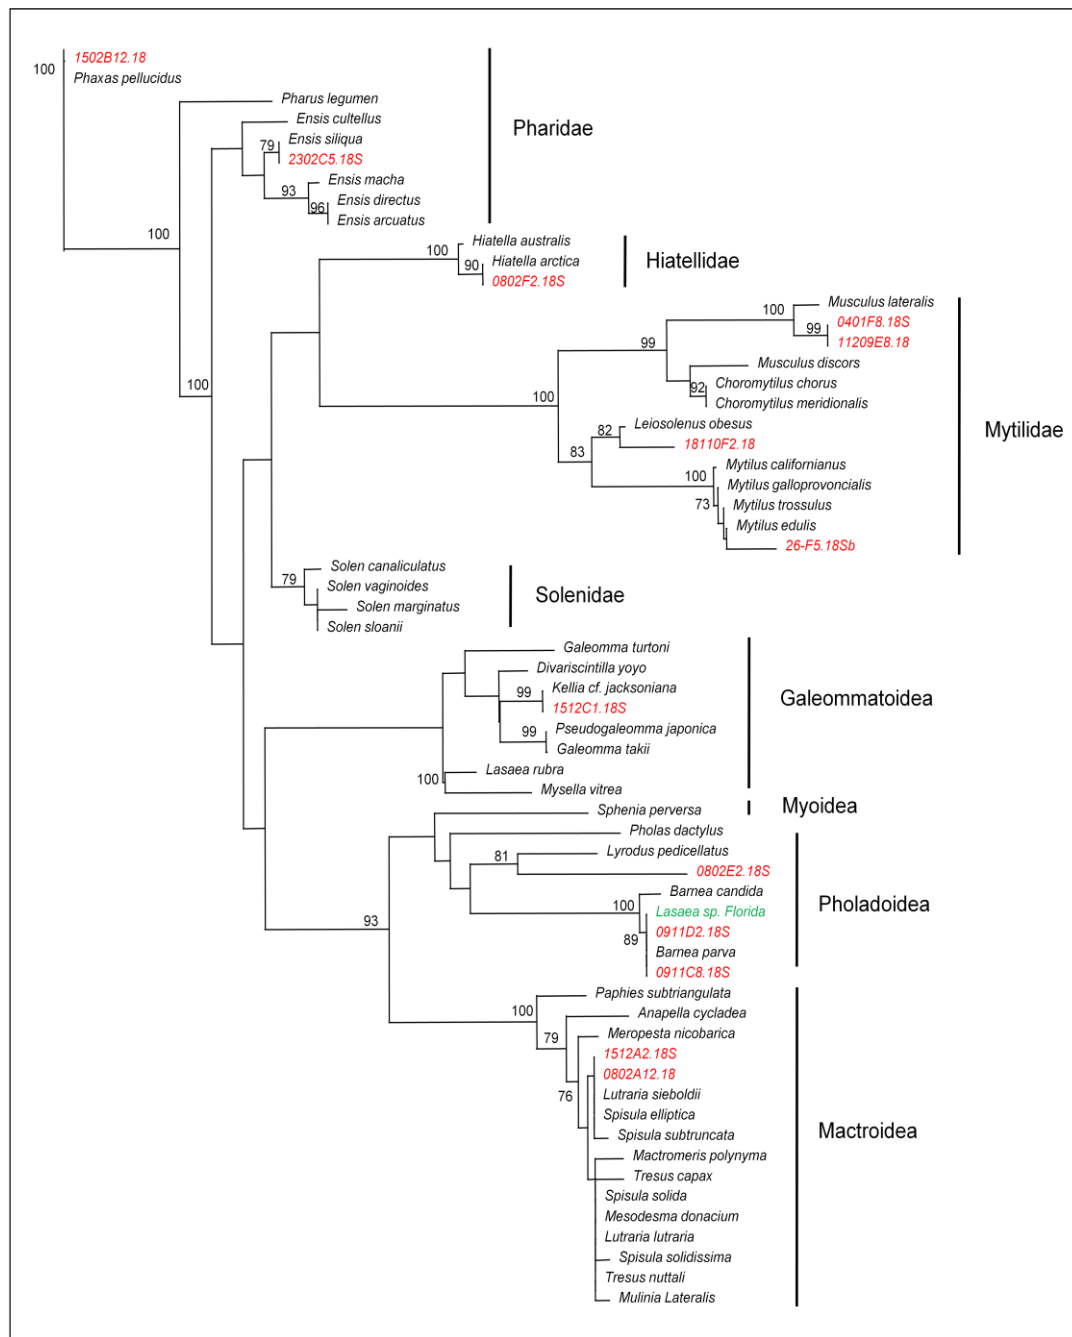 1502B12.18
100
Phaxas pellucidus
Pharus legumen
Ensis cultellus
Pharidae
79
Ensis siliqua
2302C5.18S
Ensis macha
93
Ensis directus
96
Ensis arcuatus
100
Hiatella australis
100
Hiatella arctica
Hiatellidae
90
0802F2.18S
Musculus lateralis
100
0401F8.18S
99
11209E8.18
99
Musculus discors
Choromytilus chorus
92
100
100
Choromytilus meridionalis
Leiosolenus obesus
82
Mytilidae
18110F2.18
83
Mytilus californianus
100
Mytilus galloprovoncialis
73
Mytilus trossulus
Mytilus edulis
26-F5.18Sb
Solen canaliculatus
79
Solen vaginoides
Solenidae
Solen marginatus
Solen sloanii
Galeomma turtoni
Divariscintilla yoyo
99
Kellia cf. jacksoniana
Galeommatoidea
1512C1.18S
99
Pseudogaleomma japonica
Galeomma takii
Lasaea rubra
100
Mysella vitrea
Sphenia perversa
Myoidea
Pholas dactylus
Lyrodus pedicellatus
81
0802E2.18S
Barnea candida
Pholadoidea
100
Lasaea sp. Florida
93
0911D2.18S
89
Barnea parva
0911C8.18S
Paphies subtriangulata
100
Anapella cycladea
79
Meropesta nicobarica
1512A2.18S
0802A12.18
76
Lutraria sieboldii
Spisula elliptica
Spisula subtruncata
Mactroidea
Mactromeris polynyma
Tresus capax
Spisula solida
Mesodesma donacium
Lutraria lutraria
Spisula solidissima
Tresus nuttali
Mulinia Lateralis